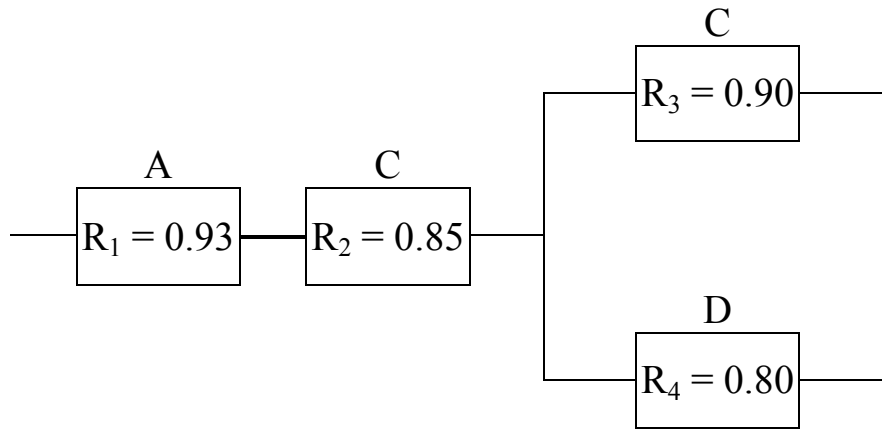 C
R₃ = 0.90
A
C
R₁ = 0.93
R₂ = 0.85
D
R₄ = 0.80